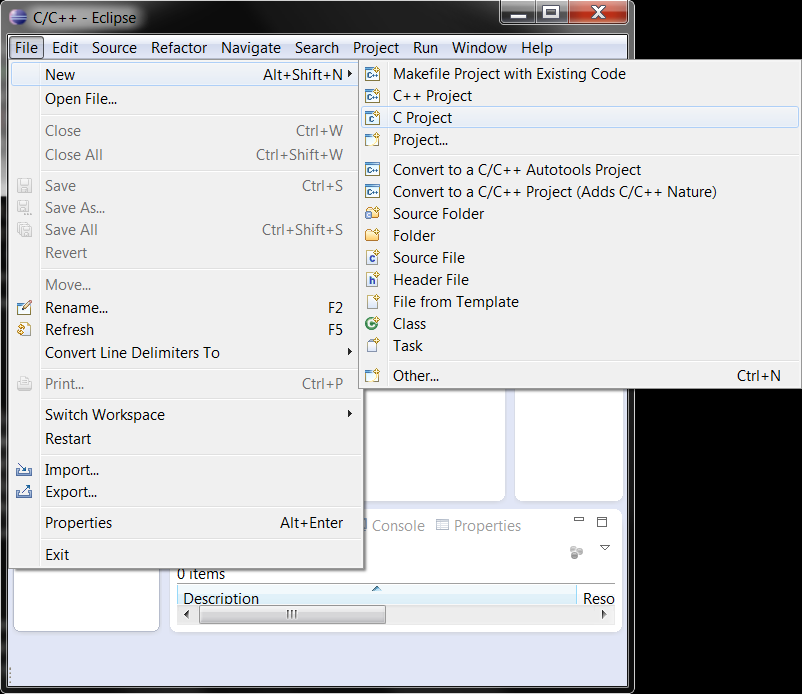 C/C++ - Eclipse
File Edit Source Refactor Navigate Search Project Run Window Help
New Alt+Shift+N
Open File...
Close Ctrl+W
Close All Ctrl+Shift+W
Save Ctrl+S
Save As...
Save All Ctrl+Shift+S
Revert
Move...
Rename... F2
Refresh F5
Convert Line Delimiters To
Print... Ctrl+P
Switch Workspace
Restart
Import...
Export...
Properties Alt+Enter
Exit
Makefile Project with Existing Code
C++ Project
C Project
Project...
Convert to a C/C++ Autotools Project
Convert to a C/C++ Project (Adds C/C++ Nature)
Source Folder
Folder
Source File
Header File
File from Template
Class
Task
Other... Ctrl+N
Console Properties
0 items
Description Reso